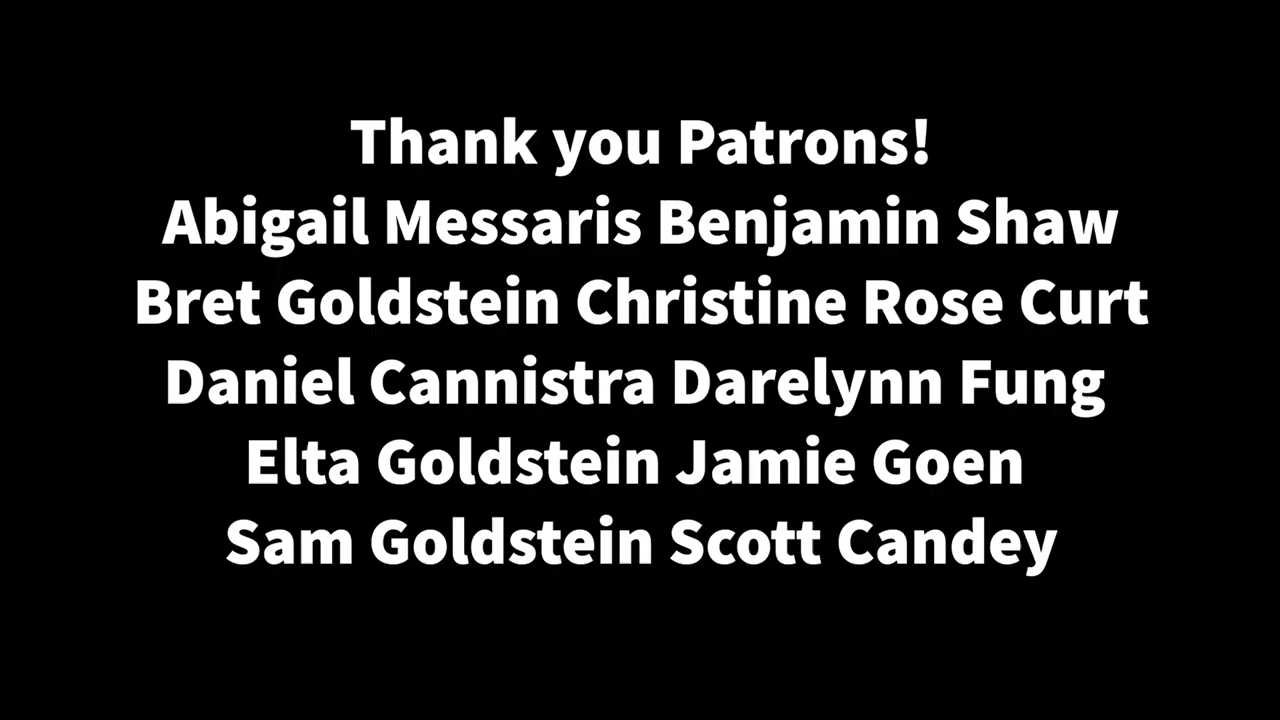 Thank you Patrons!
Abigail Messaris Benjamin Shaw
Bret Goldstein Christine Rose Curt
Daniel Cannistra Darelynn Fung
Elta Goldstein Jamie Goen
Sam Goldstein Scott Candey